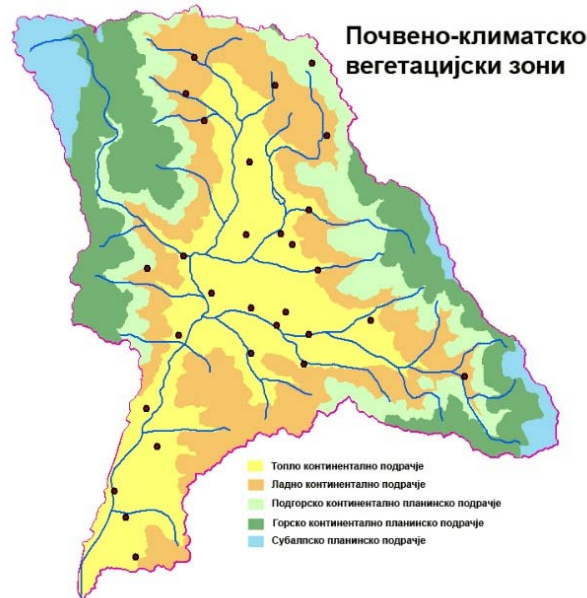 Почвено-климатско
вегетацијски зони
Топло континентално подрачје
Ладно континентално подрачје
Подгорско континентално планинско подрачје
Горско континентално планинско подрачје
Субалпско планинско подрачје